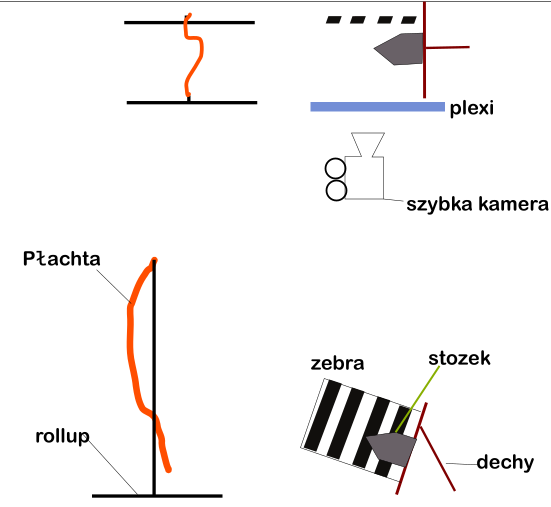 plexi
szybka kamera
Płachta
zebra
stozek
rollup
dechy